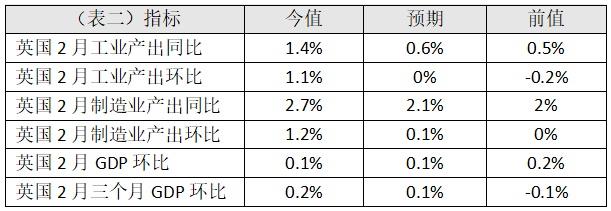 （表二）指标 今值 预期 前值
英国 2 月工业产出同比 1.4% 0.6% 0.5%
英国 2 月工业产出环比 1.1% 0% -0.2%
英国 2 月制造业产出同比 2.7% 2.1% 2%
英国 2 月制造业产出环比 1.2% 0.1% 0%
英国 2 月 GDP 环比 0.1% 0.1% 0.2%
英国 2 月三个月 GDP 环比 0.2% 0.1% -0.1%